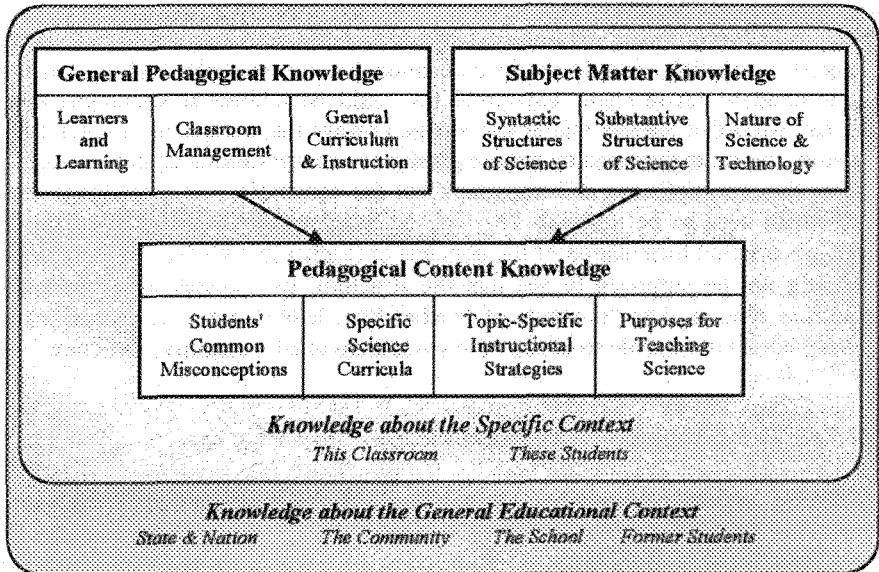 General Pedagogical Knowledge
Learners
and
Learning
Classroom
Management
General
Curriculum
& Instruction
Subject Matter Knowledge
Syntactic
Structures
of Science
Substantive
Structures
of Science
Nature of
Science &
Technology
Pedagogical Content Knowledge
Students'
Common
Misconceptions
Specific
Science
Curricula
Topic-Specific
Instructional
Strategies
Purposes for
Teaching
Science
Knowledge about the Specific Context
This Classroom These Students
Knowledge about the General Educational Context
State & Nation The Community The School Former Students